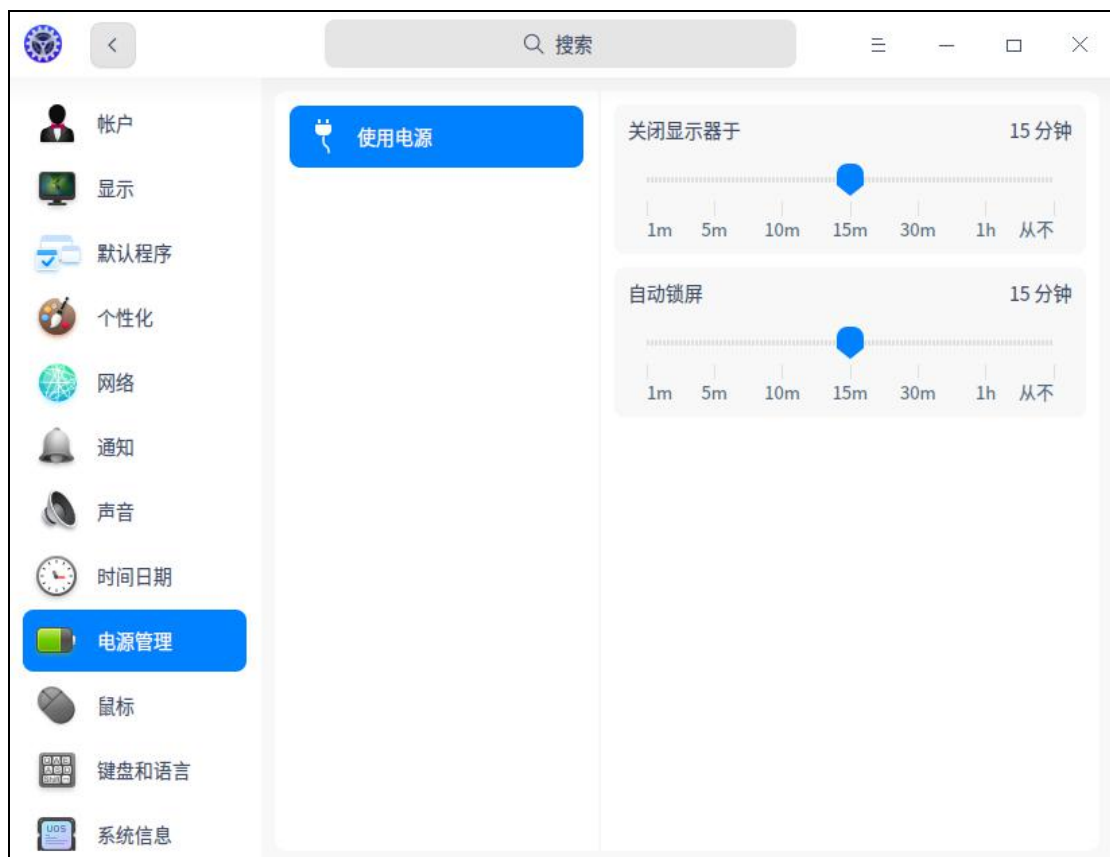 搜索
帐户
显示
默认程序
个性化
网络
通知
声音
时间日期
电源管理
鼠标
键盘和语言
系统信息
使用电源
关闭显示器于 15 分钟
1m 5m 10m 15m 30m 1h 从不
自动锁屏 15 分钟
1m 5m 10m 15m 30m 1h 从不
UOS